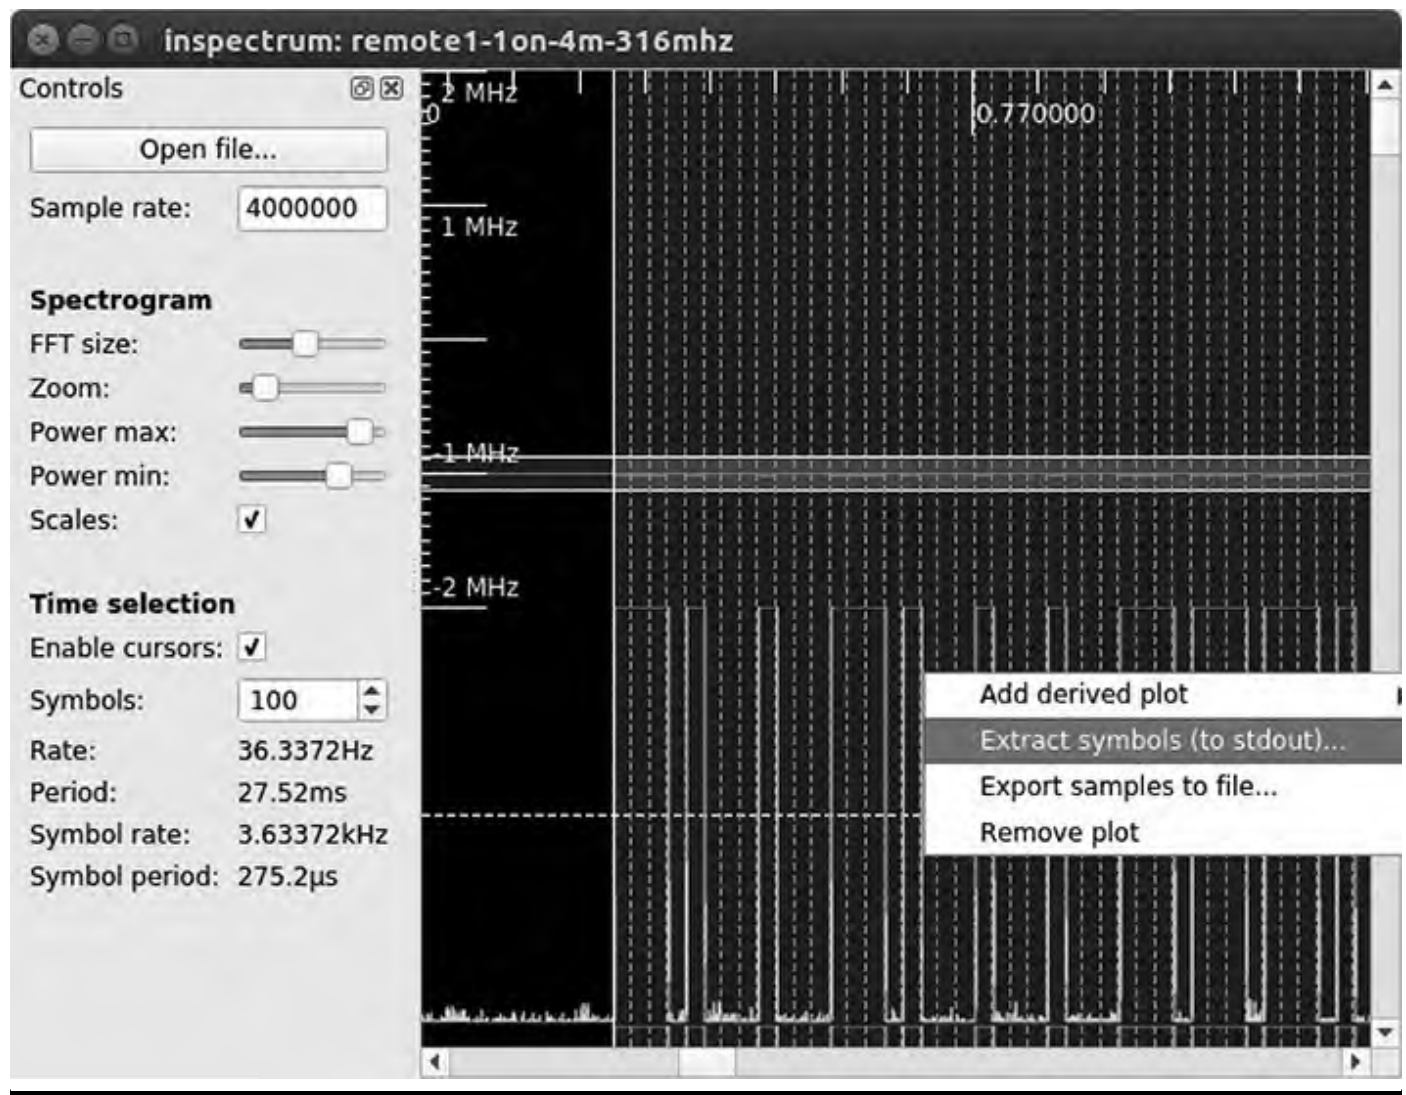 inspectrum: remote1-1on-4m-316mhz
Controls
Open file...
Sample rate: 4000000
Spectrogram
FFT size:
Zoom:
Power max:
Power min:
Scales:
Time selection
Enable cursors:
Symbols: 100
Rate: 36.3372Hz
Period: 27.52ms
Symbol rate: 3.63372kHz
Symbol period: 275.2µs
2 MHz
0
0.770000
1 MHz
-1 MHz
-2 MHz
Add derived plot
Extract symbols (to stdout)...
Export samples to file...
Remove plot